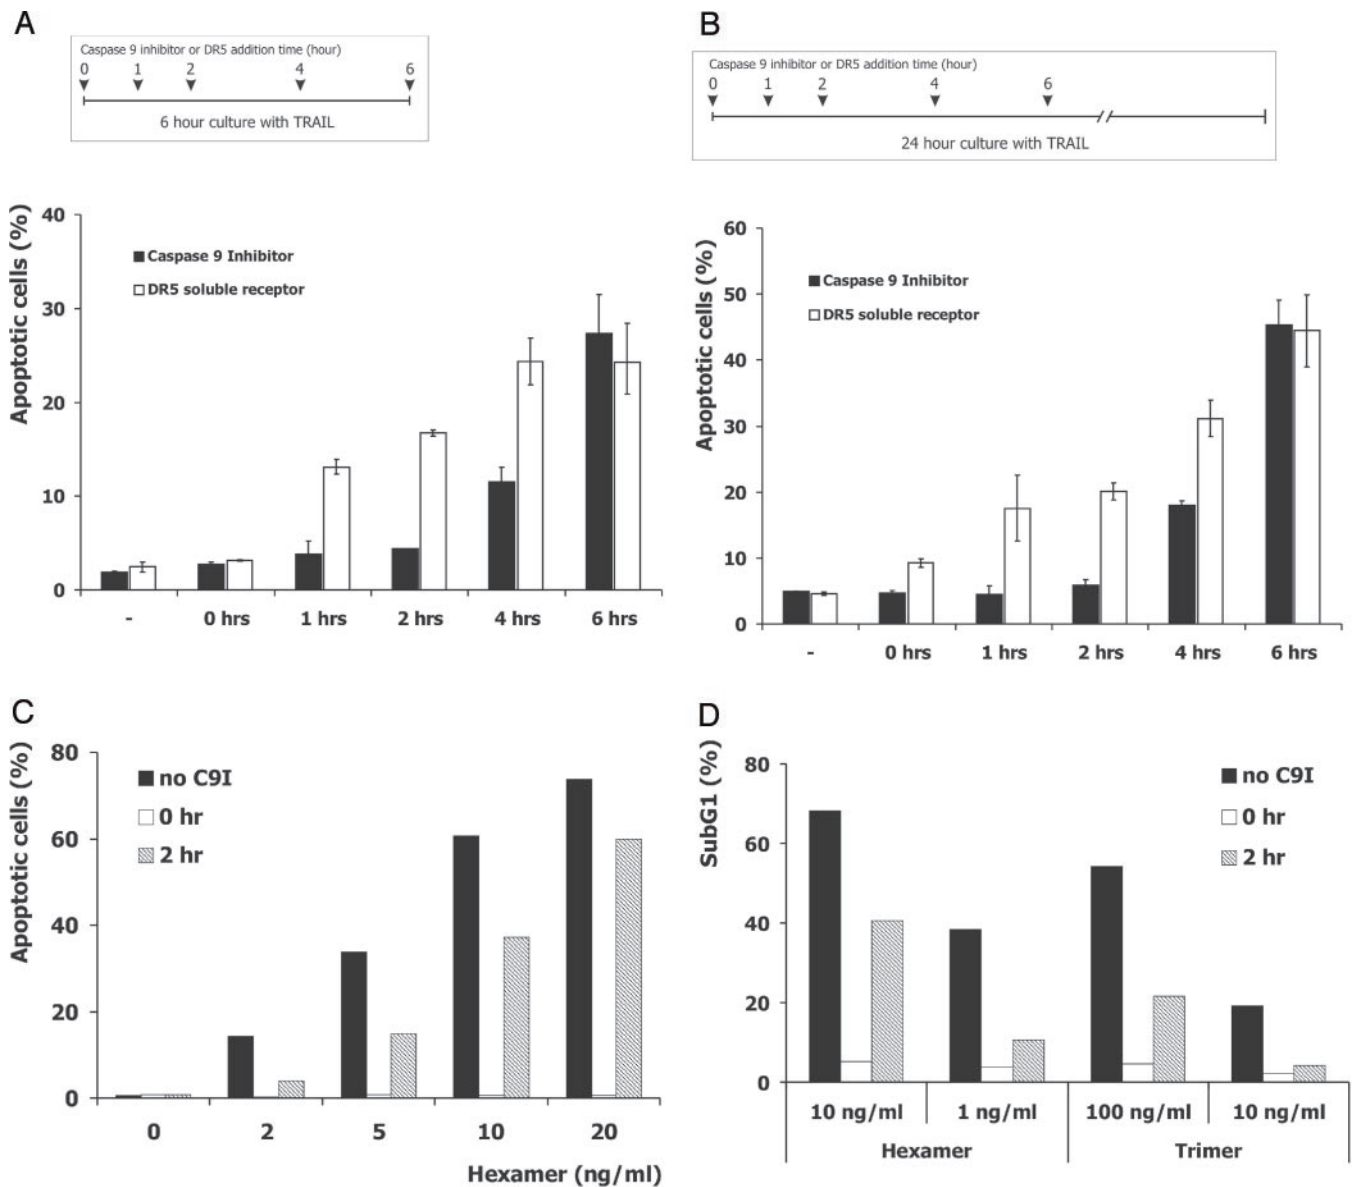 A
Caspase 9 inhibitor or DR5 addition time (hour)
0 1 2 4 6
6 hour culture with TRAIL
Apoptotic cells (%)
40
30
20
10
0
Caspase 9 Inhibitor
DR5 soluble receptor
- 0 hrs 1 hrs 2 hrs 4 hrs 6 hrs
B
Caspase 9 inhibitor or DR5 addition time (hour)
0 1 2 4 6
24 hour culture with TRAIL
Apoptotic cells (%)
60
50
40
30
20
10
0
Caspase 9 Inhibitor
DR5 soluble receptor
- 0 hrs 1 hrs 2 hrs 4 hrs 6 hrs
C
Apoptotic cells (%)
80
60
40
20
0
no C9I
0 hr
2 hr
0 2 5 10 20
Hexamer (ng/ml)
D
SubG1 (%)
80
60
40
20
0
no C9I
0 hr
2 hr
10 ng/ml 1 ng/ml 100 ng/ml 10 ng/ml
Hexamer Trimer